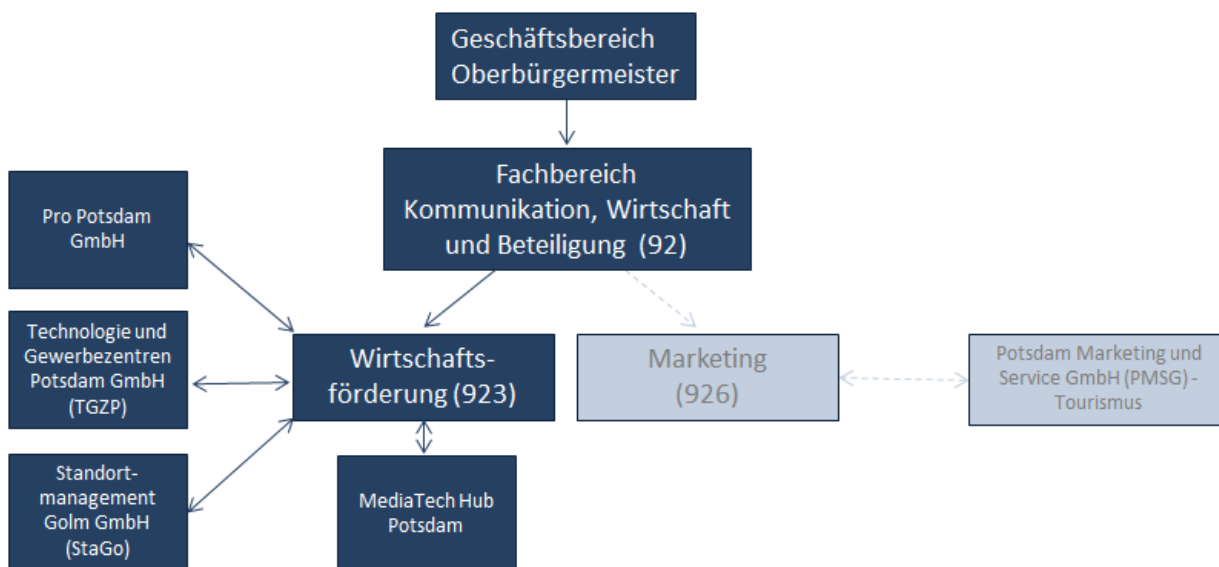 Geschäftsbereich
Oberbürgermeister
Fachbereich
Kommunikation, Wirtschaft
und Beteiligung (92)
Pro Potsdam
GmbH
Technologie und
Gewerbezentren
Potsdam GmbH
(TGZP)
Wirtschafts-
förderung (923)
Marketing
(926)
Potsdam Marketing und
Service GmbH (PMSG) -
Tourismus
Standort-
management
Golm GmbH
(StaGo)
MediaTech Hub
Potsdam